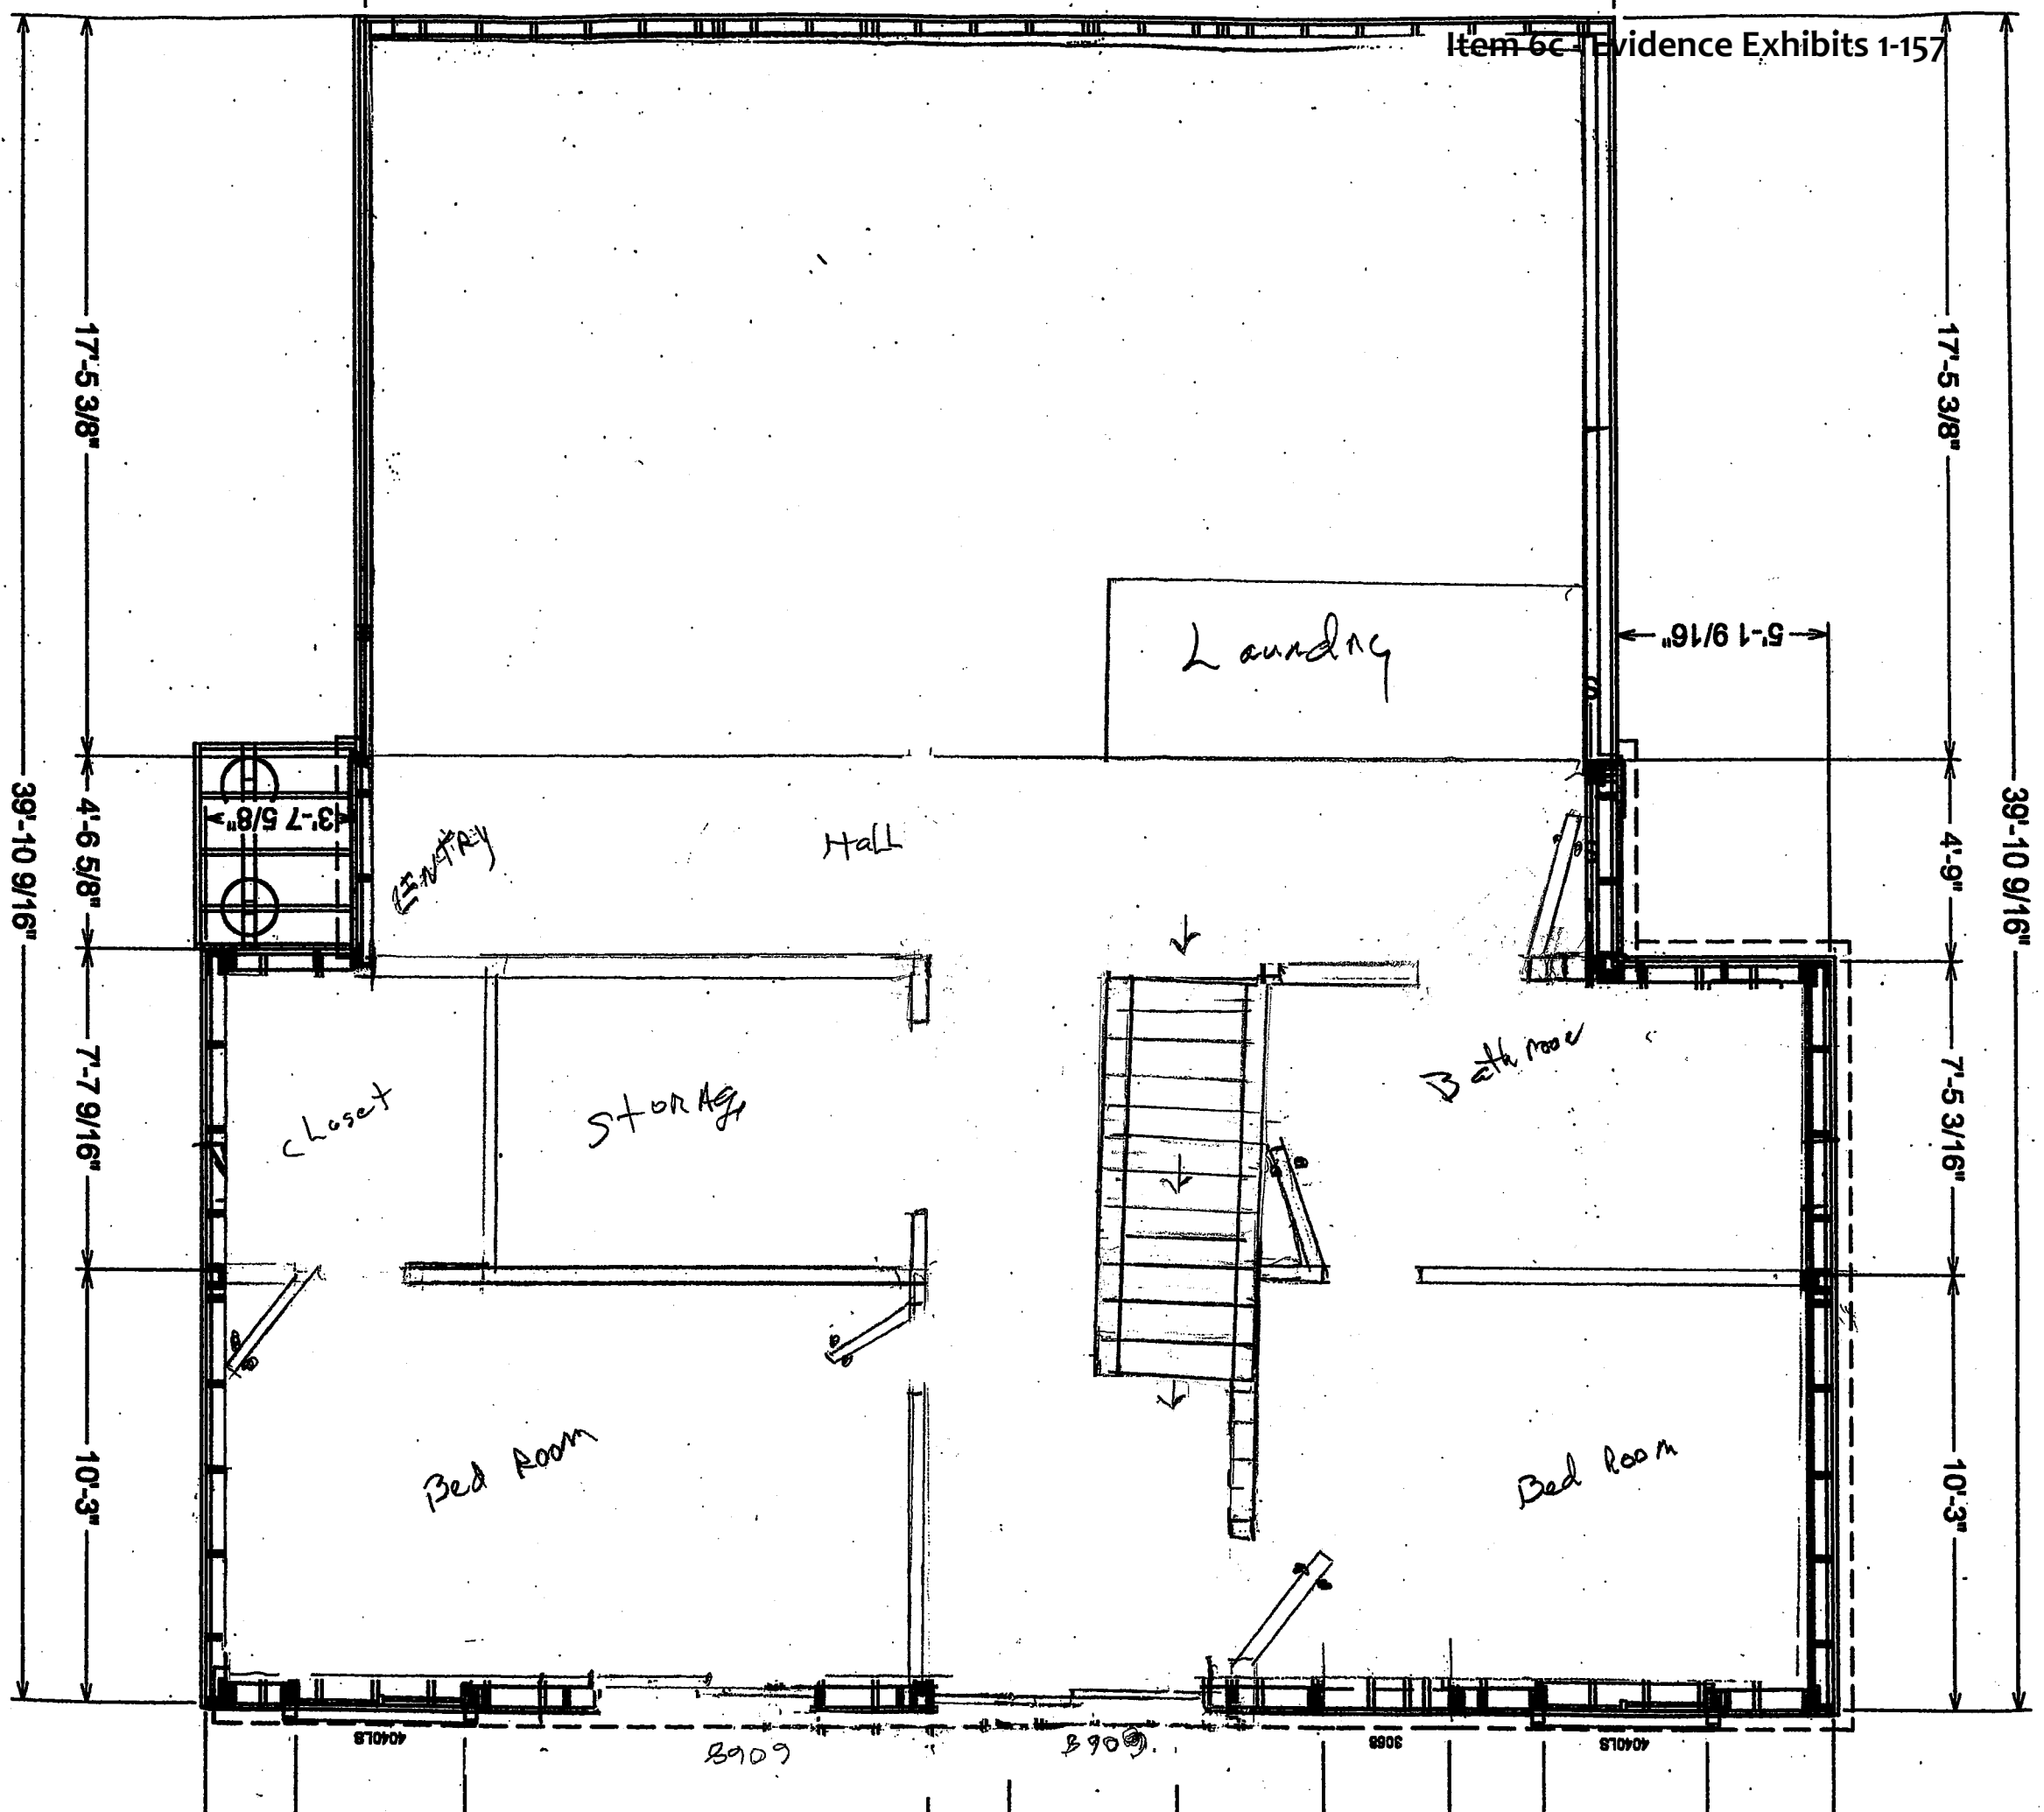 Item 6c - Evidence Exhibits 1-157
17'-5 3/8"
17'-5 3/8"
Laundry
5'-1 9/16"
39'-10 9/16"
4'-6 5/8"
3'-7 5/8"
Entry
Hall
4'-9"
39'-10 9/16"
7'-7 9/16"
Closet
Storage
7'-5 3/16"
10'-3"
Bed Room
Bed Room
10'-3"
4040LS
6068
6068
3068
4040LS